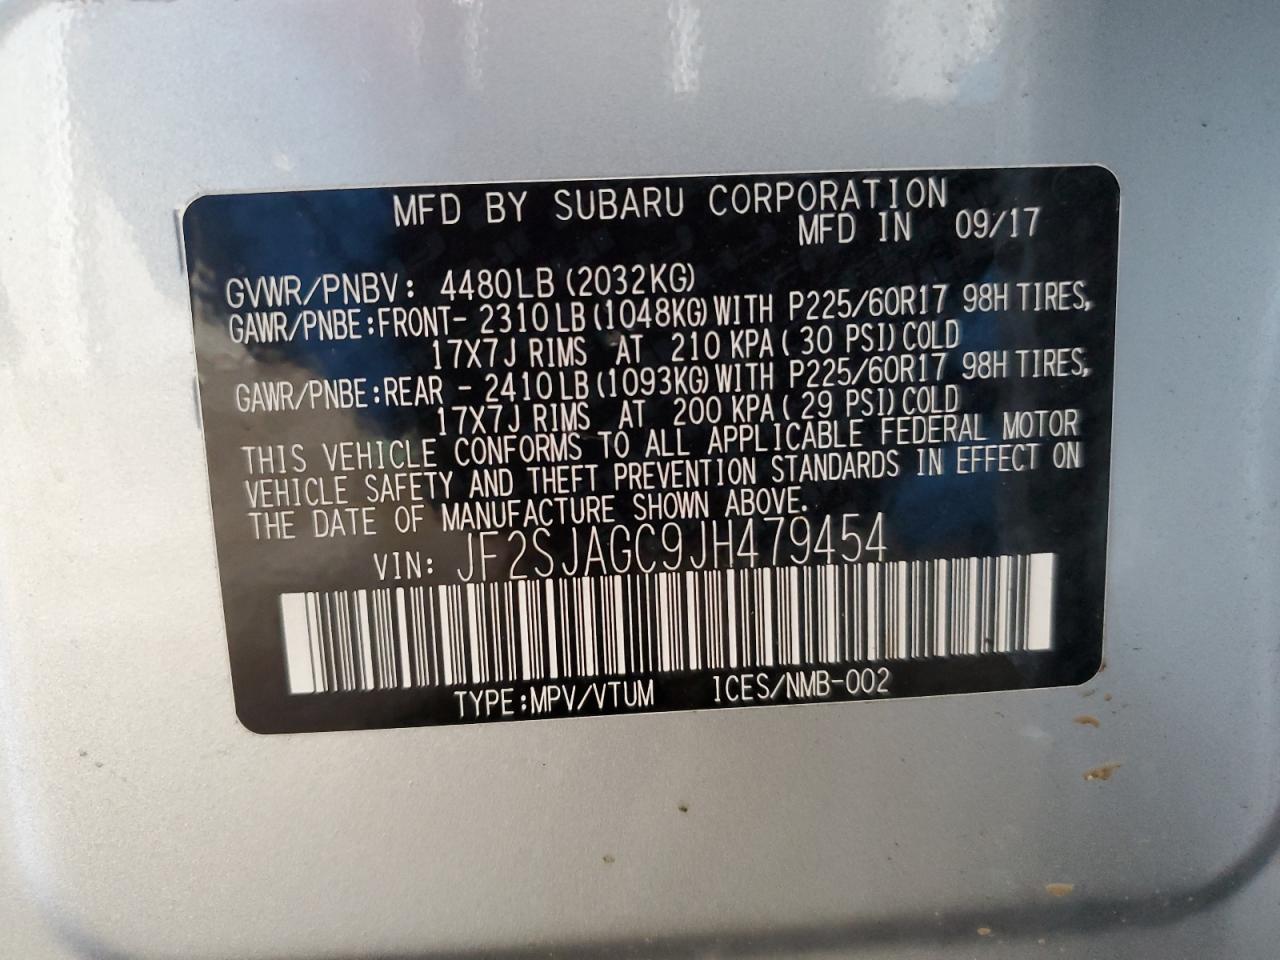 MFD BY SUBARU CORPORATION
MFD IN 09/17
GVWR/PNBV: 4480LB (2032KG)
GAWR/PNBE:FRONT- 2310LB(1048KG)WITH P225/60R17 98H TIRES,
17X7J RIMS AT 210 KPA(30 PSI)COLD
GAWR/PNBE:REAR - 2410LB(1093KG)WITH P225/60R17 98H TIRES,
17X7J RIMS AT 200 KPA(29 PSI)COLD
THIS VEHICLE CONFORMS TO ALL APPLICABLE FEDERAL MOTOR
VEHICLE SAFETY AND THEFT PREVENTION STANDARDS IN EFFECT ON
THE DATE OF MANUFACTURE SHOWN ABOVE.
VIN: JF2SJAGC9JH479454
TYPE:MPV/VTUM ICES/NMB-002